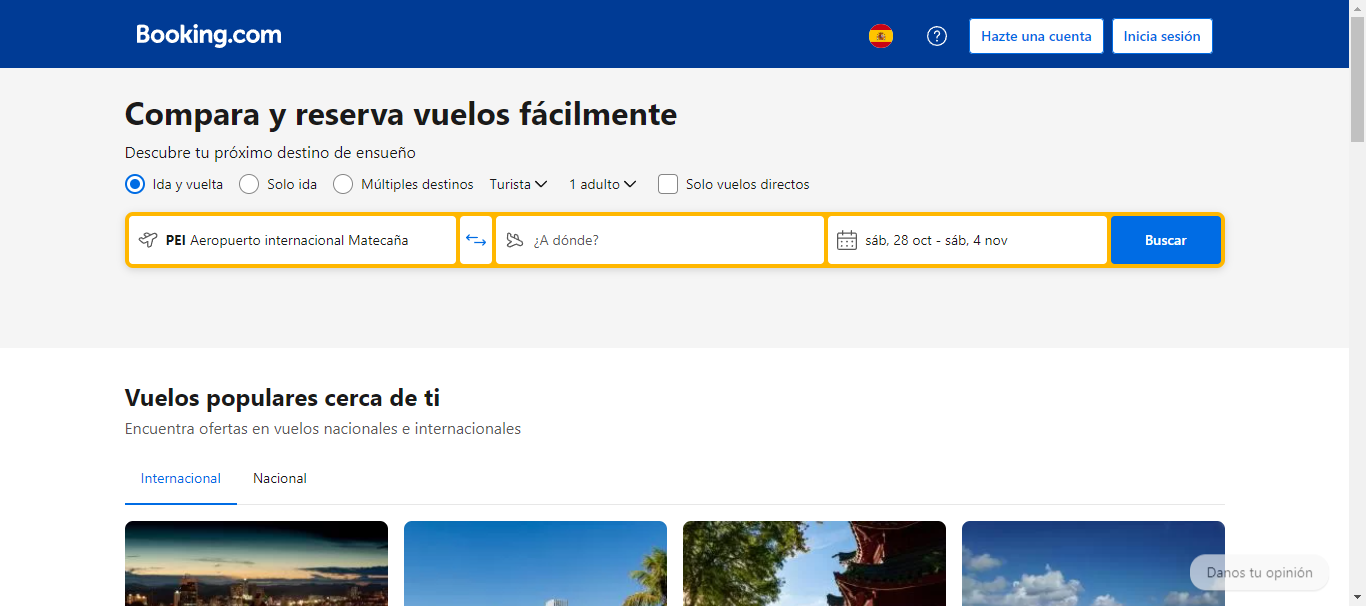 Booking.com
Hazte una cuenta
Inicia sesión
Compara y reserva vuelos fácilmente
Descubre tu próximo destino de ensueño
Ida y vuelta Solo ida Múltiples destinos Turista 1 adulto Solo vuelos directos
PEI Aeropuerto internacional Matecaña ¿A dónde? sáb, 28 oct - sáb, 4 nov Buscar
Vuelos populares cerca de ti
Encuentra ofertas en vuelos nacionales e internacionales
Internacional Nacional
Danos tu opinión